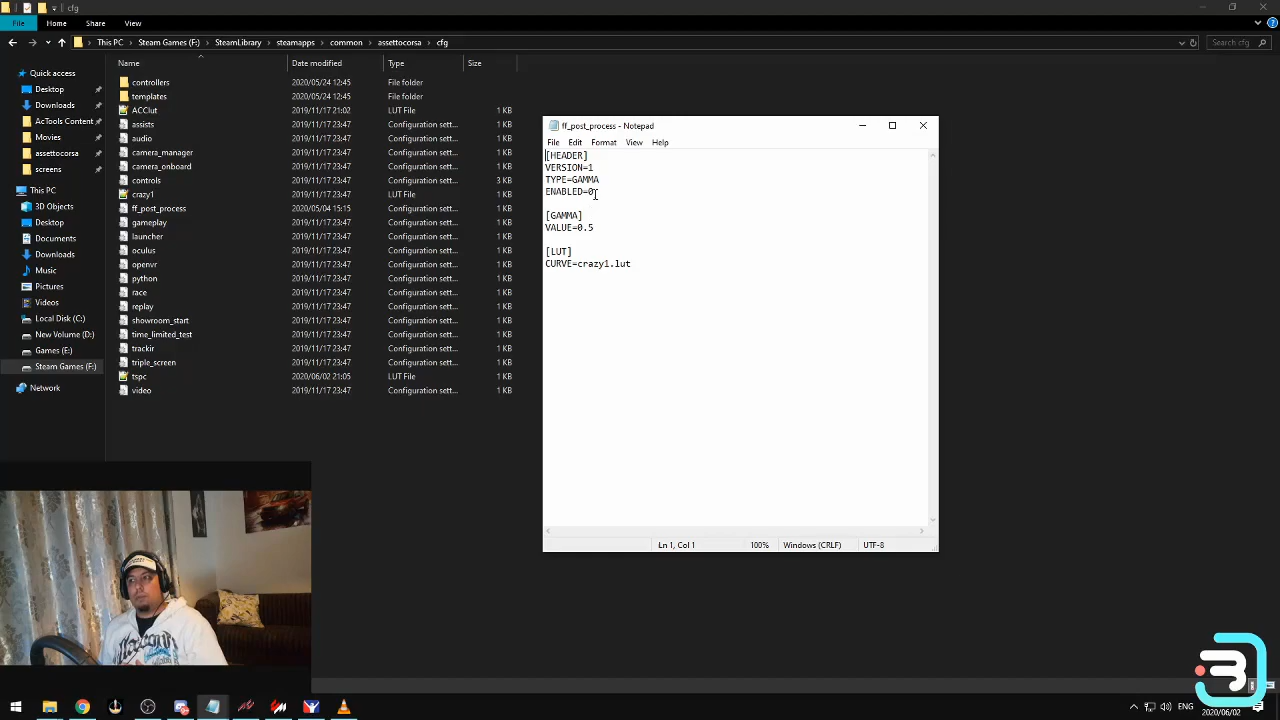 cfg
File
Home
Share
View
This PC
Steam Games (F:)
SteamLibrary
steamapps
common
assettocorsa
cfg
Search cfg
Name
Date modified
Type
Size
Quick access
Desktop
Downloads
AcTools Content
Movies
assettocorsa
screens
This PC
3D Objects
Desktop
Documents
Downloads
Music
Pictures
Videos
Local Disk (C:)
New Volume (D:)
Games (E:)
Steam Games (F:)
Network
controllers 2020/05/24 12:45 File folder
templates 2020/05/24 12:45 File folder
ACClut 2019/11/17 21:02 LUT File 1 KB
assists 2019/11/17 23:47 Configuration sett... 1 KB
audio 2019/11/17 23:47 Configuration sett... 1 KB
camera_manager 2019/11/17 23:47 Configuration sett... 1 KB
camera_onboard 2019/11/17 23:47 Configuration sett... 1 KB
controls 2019/11/17 23:47 Configuration sett... 3 KB
crazy1 2019/11/17 23:47 LUT File 1 KB
ff_post_process 2020/05/04 15:15 Configuration sett... 1 KB
gameplay 2019/11/17 23:47 Configuration sett... 1 KB
launcher 2019/11/17 23:47 Configuration sett... 1 KB
oculus 2019/11/17 23:47 Configuration sett... 1 KB
openvr 2019/11/17 23:47 Configuration sett... 1 KB
python 2019/11/17 23:47 Configuration sett... 1 KB
race 2019/11/17 23:47 Configuration sett... 1 KB
replay 2019/11/17 23:47 Configuration sett... 1 KB
showroom_start 2019/11/17 23:47 Configuration sett... 1 KB
time_limited_test 2019/11/17 23:47 Configuration sett... 1 KB
trackir 2019/11/17 23:47 Configuration sett... 1 KB
triple_screen 2019/11/17 23:47 Configuration sett... 1 KB
tspc 2020/06/02 21:05 LUT File 1 KB
video 2019/11/17 23:47 Configuration sett... 1 KB
ff_post_process - Notepad
File Edit Format View Help
[HEADER]
VERSION=1
TYPE=GAMMA
ENABLED=0
[GAMMA]
VALUE=0.5
[LUT]
CURVE=crazy1.lut
Ln 1, Col 1
100%
Windows (CRLF)
UTF-8
ENG
2020/06/02